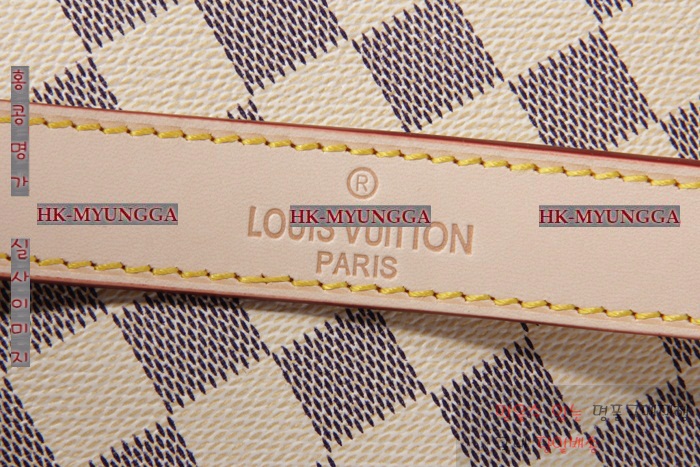 홍콩명가
실사이미지
®
HK-MYUNGGA HK-MYUNGGA HK-MYUNGGA
LOUIS VUITTON
PARIS